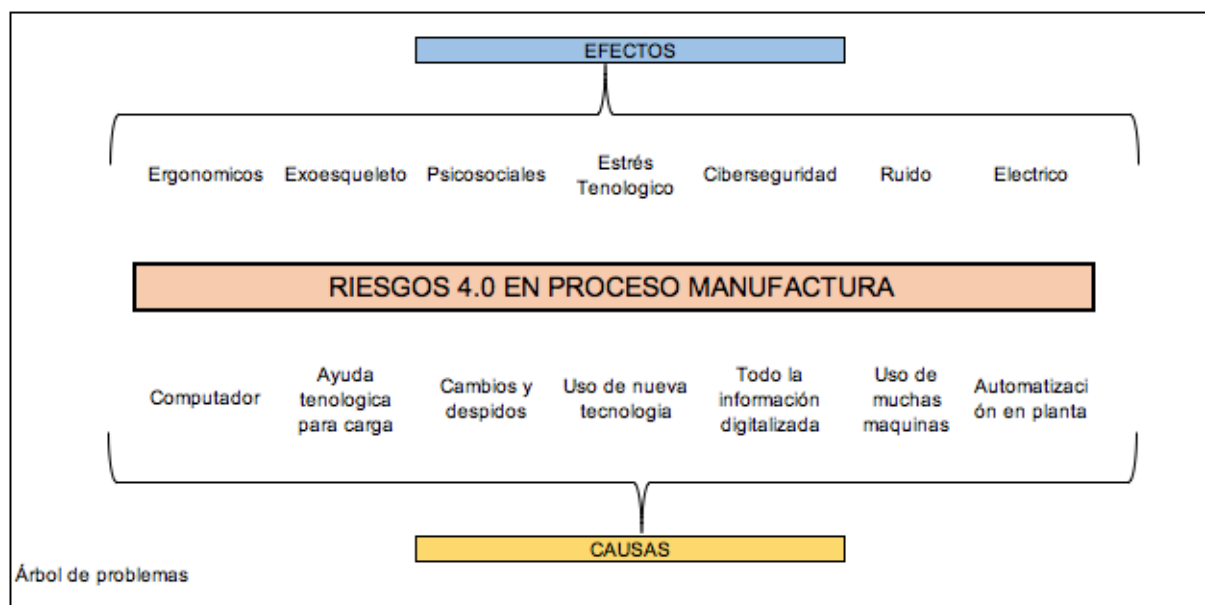 EFECTOS
Ergonomicos Exoesqueleto Psicosociales Estrés Ciberseguridad Ruido Electrico
Tenologico
RIESGOS 4.0 EN PROCESO MANUFACTURA
Computador
Ayuda
tenologica
para carga
Cambios y
despidos
Uso de nueva
tecnologia
Todo la
información
digitalizada
Uso de
muchas
maquinas
Automatizaci
ón en planta
CAUSAS
Árbol de problemas